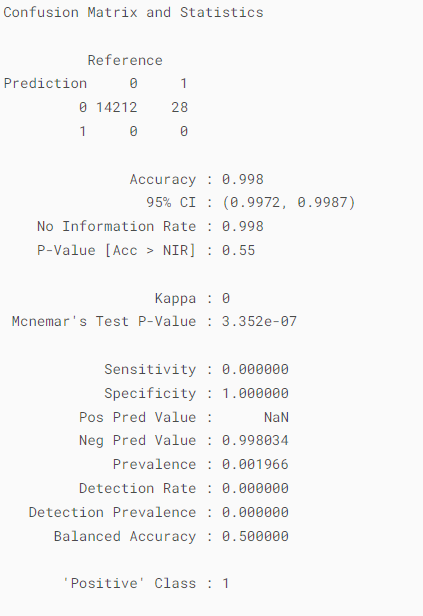 Confusion Matrix and Statistics
Reference
Prediction 0 1
0 14212 28
1 0 0
Accuracy : 0.998
95% CI : (0.9972, 0.9987)
No Information Rate : 0.998
P-Value [Acc > NIR] : 0.55
Kappa : 0
Mcnemar's Test P-Value : 3.352e-07
Sensitivity : 0.000000
Specificity : 1.000000
Pos Pred Value : NaN
Neg Pred Value : 0.998034
Prevalence : 0.001966
Detection Rate : 0.000000
Detection Prevalence : 0.000000
Balanced Accuracy : 0.500000
'Positive' Class : 1